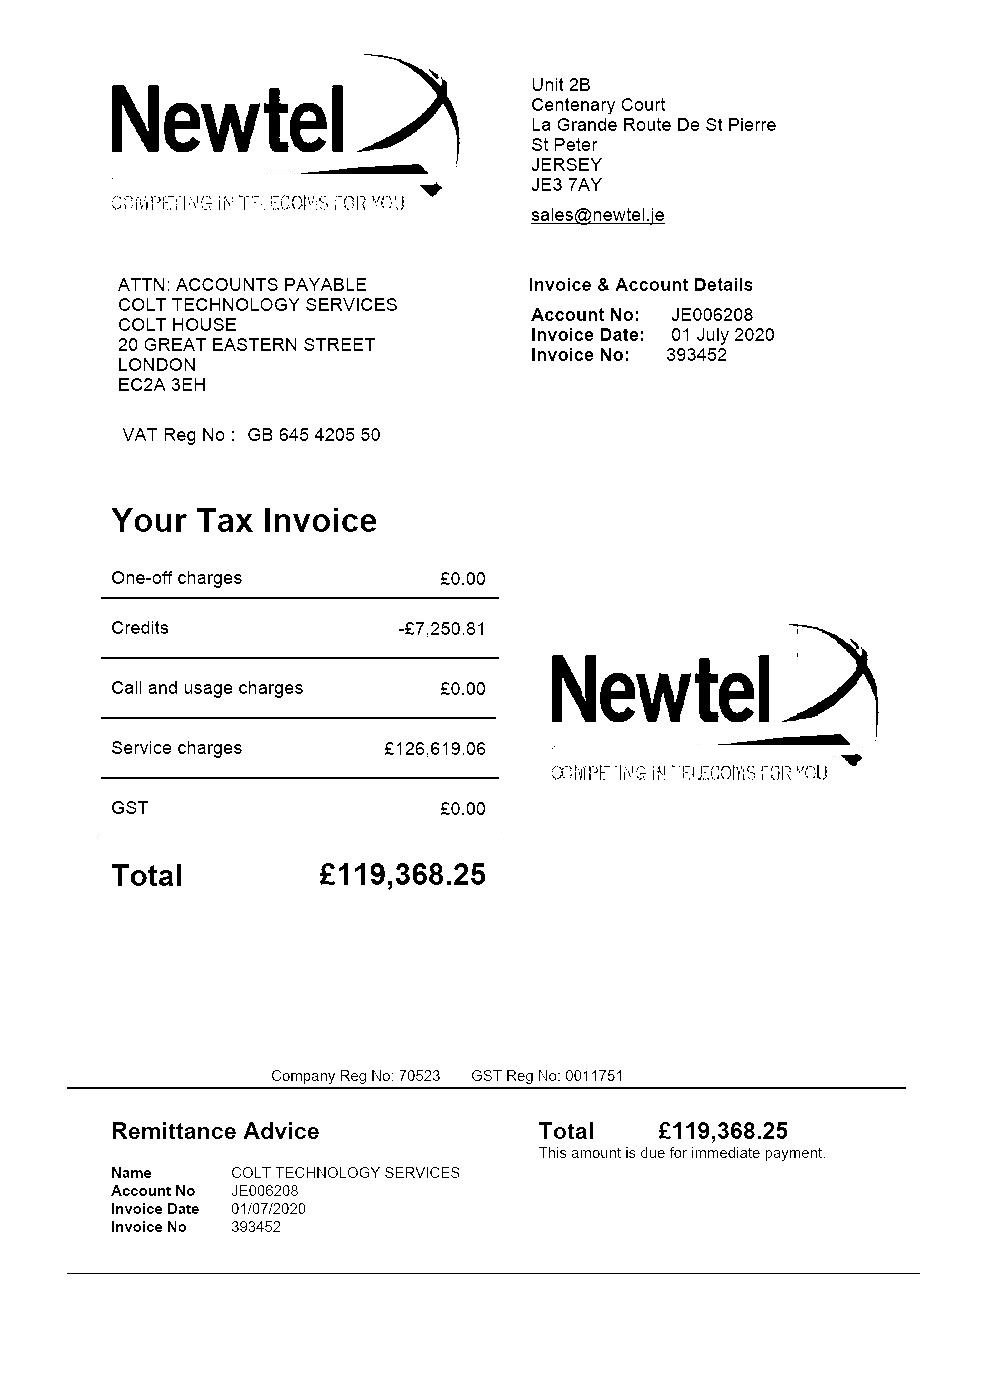 Newtel
COMPETING IN TELECOMS FOR YOU
Unit 2B
Centenary Court
La Grande Route De St Pierre
St Peter
JERSEY
JE3 7AY
sales@newtel.je
ATTN: ACCOUNTS PAYABLE
COLT TECHNOLOGY SERVICES
COLT HOUSE
20 GREAT EASTERN STREET
LONDON
EC2A 3EH
VAT Reg No : GB 645 4205 50
Invoice & Account Details
Account No: JE006208
Invoice Date: 01 July 2020
Invoice No: 393452
Your Tax Invoice
One-off charges £0.00
Credits -£7,250.81
Call and usage charges £0.00
Service charges £126,619.06
GST £0.00
Total £119,368.25
Newtel
COMPETING IN TELECOMS FOR YOU
Company Reg No: 70523 GST Reg No: 0011751
Remittance Advice
Name COLT TECHNOLOGY SERVICES
Account No JE006208
Invoice Date 01/07/2020
Invoice No 393452
Total £119,368.25
This amount is due for immediate payment.